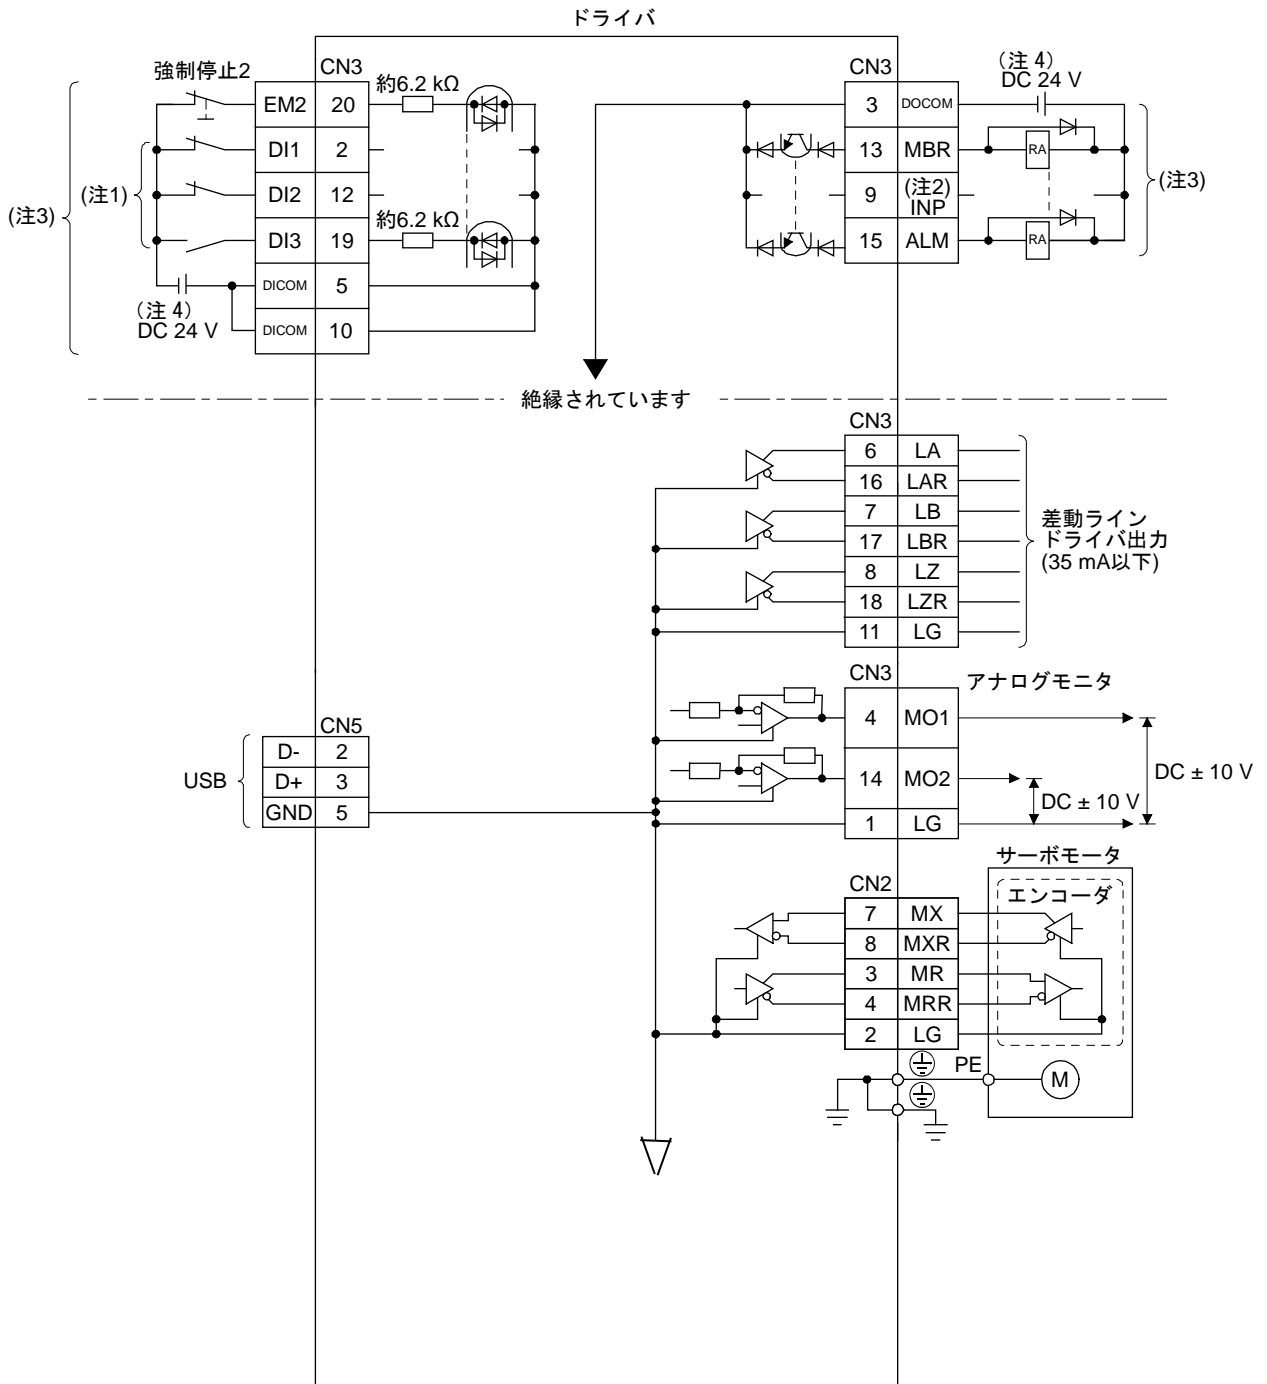 ドライバ
強制停止2
CN3
約6.2 kΩ
EM2 20
DI1 2
(注1)
DI2 12
(注3)
約6.2 kΩ
DI3 19
DICOM 5
(注 4)
DC 24 V
DICOM 10
CN3
(注 4)
DC 24 V
3 DOCOM
13 MBR
RA
9 (注2)
INP
(注3)
15 ALM
RA
絶縁されています
CN3
6 LA
16 LAR
7 LB
17 LBR
8 LZ
18 LZR
11 LG
差動ライン
ドライバ出力
(35 mA以下)
CN3
アナログモニタ
4 MO1
14 MO2
1 LG
DC ± 10 V
DC ± 10 V
CN5
USB
D- 2
D+ 3
GND 5
サーボモータ
エンコーダ
CN2
7 MX
8 MXR
3 MR
4 MRR
2 LG
PE
M